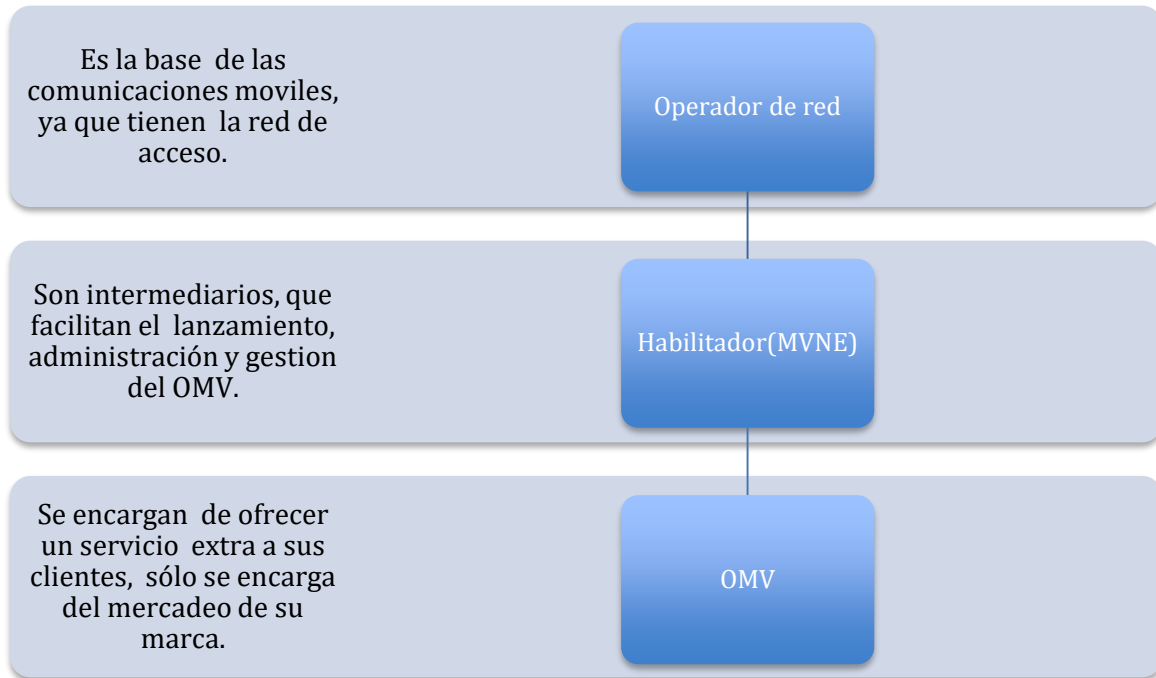 Es la base de las
comunicaciones moviles,
ya que tienen la red de
acceso.
Operador de red
Son intermediarios, que
facilitan el lanzamiento,
administración y gestion
del OMV.
Habilitador(MVNE)
Se encargan de ofrecer
un servicio extra a sus
clientes, sólo se encarga
del mercadeo de su
marca.
OMV